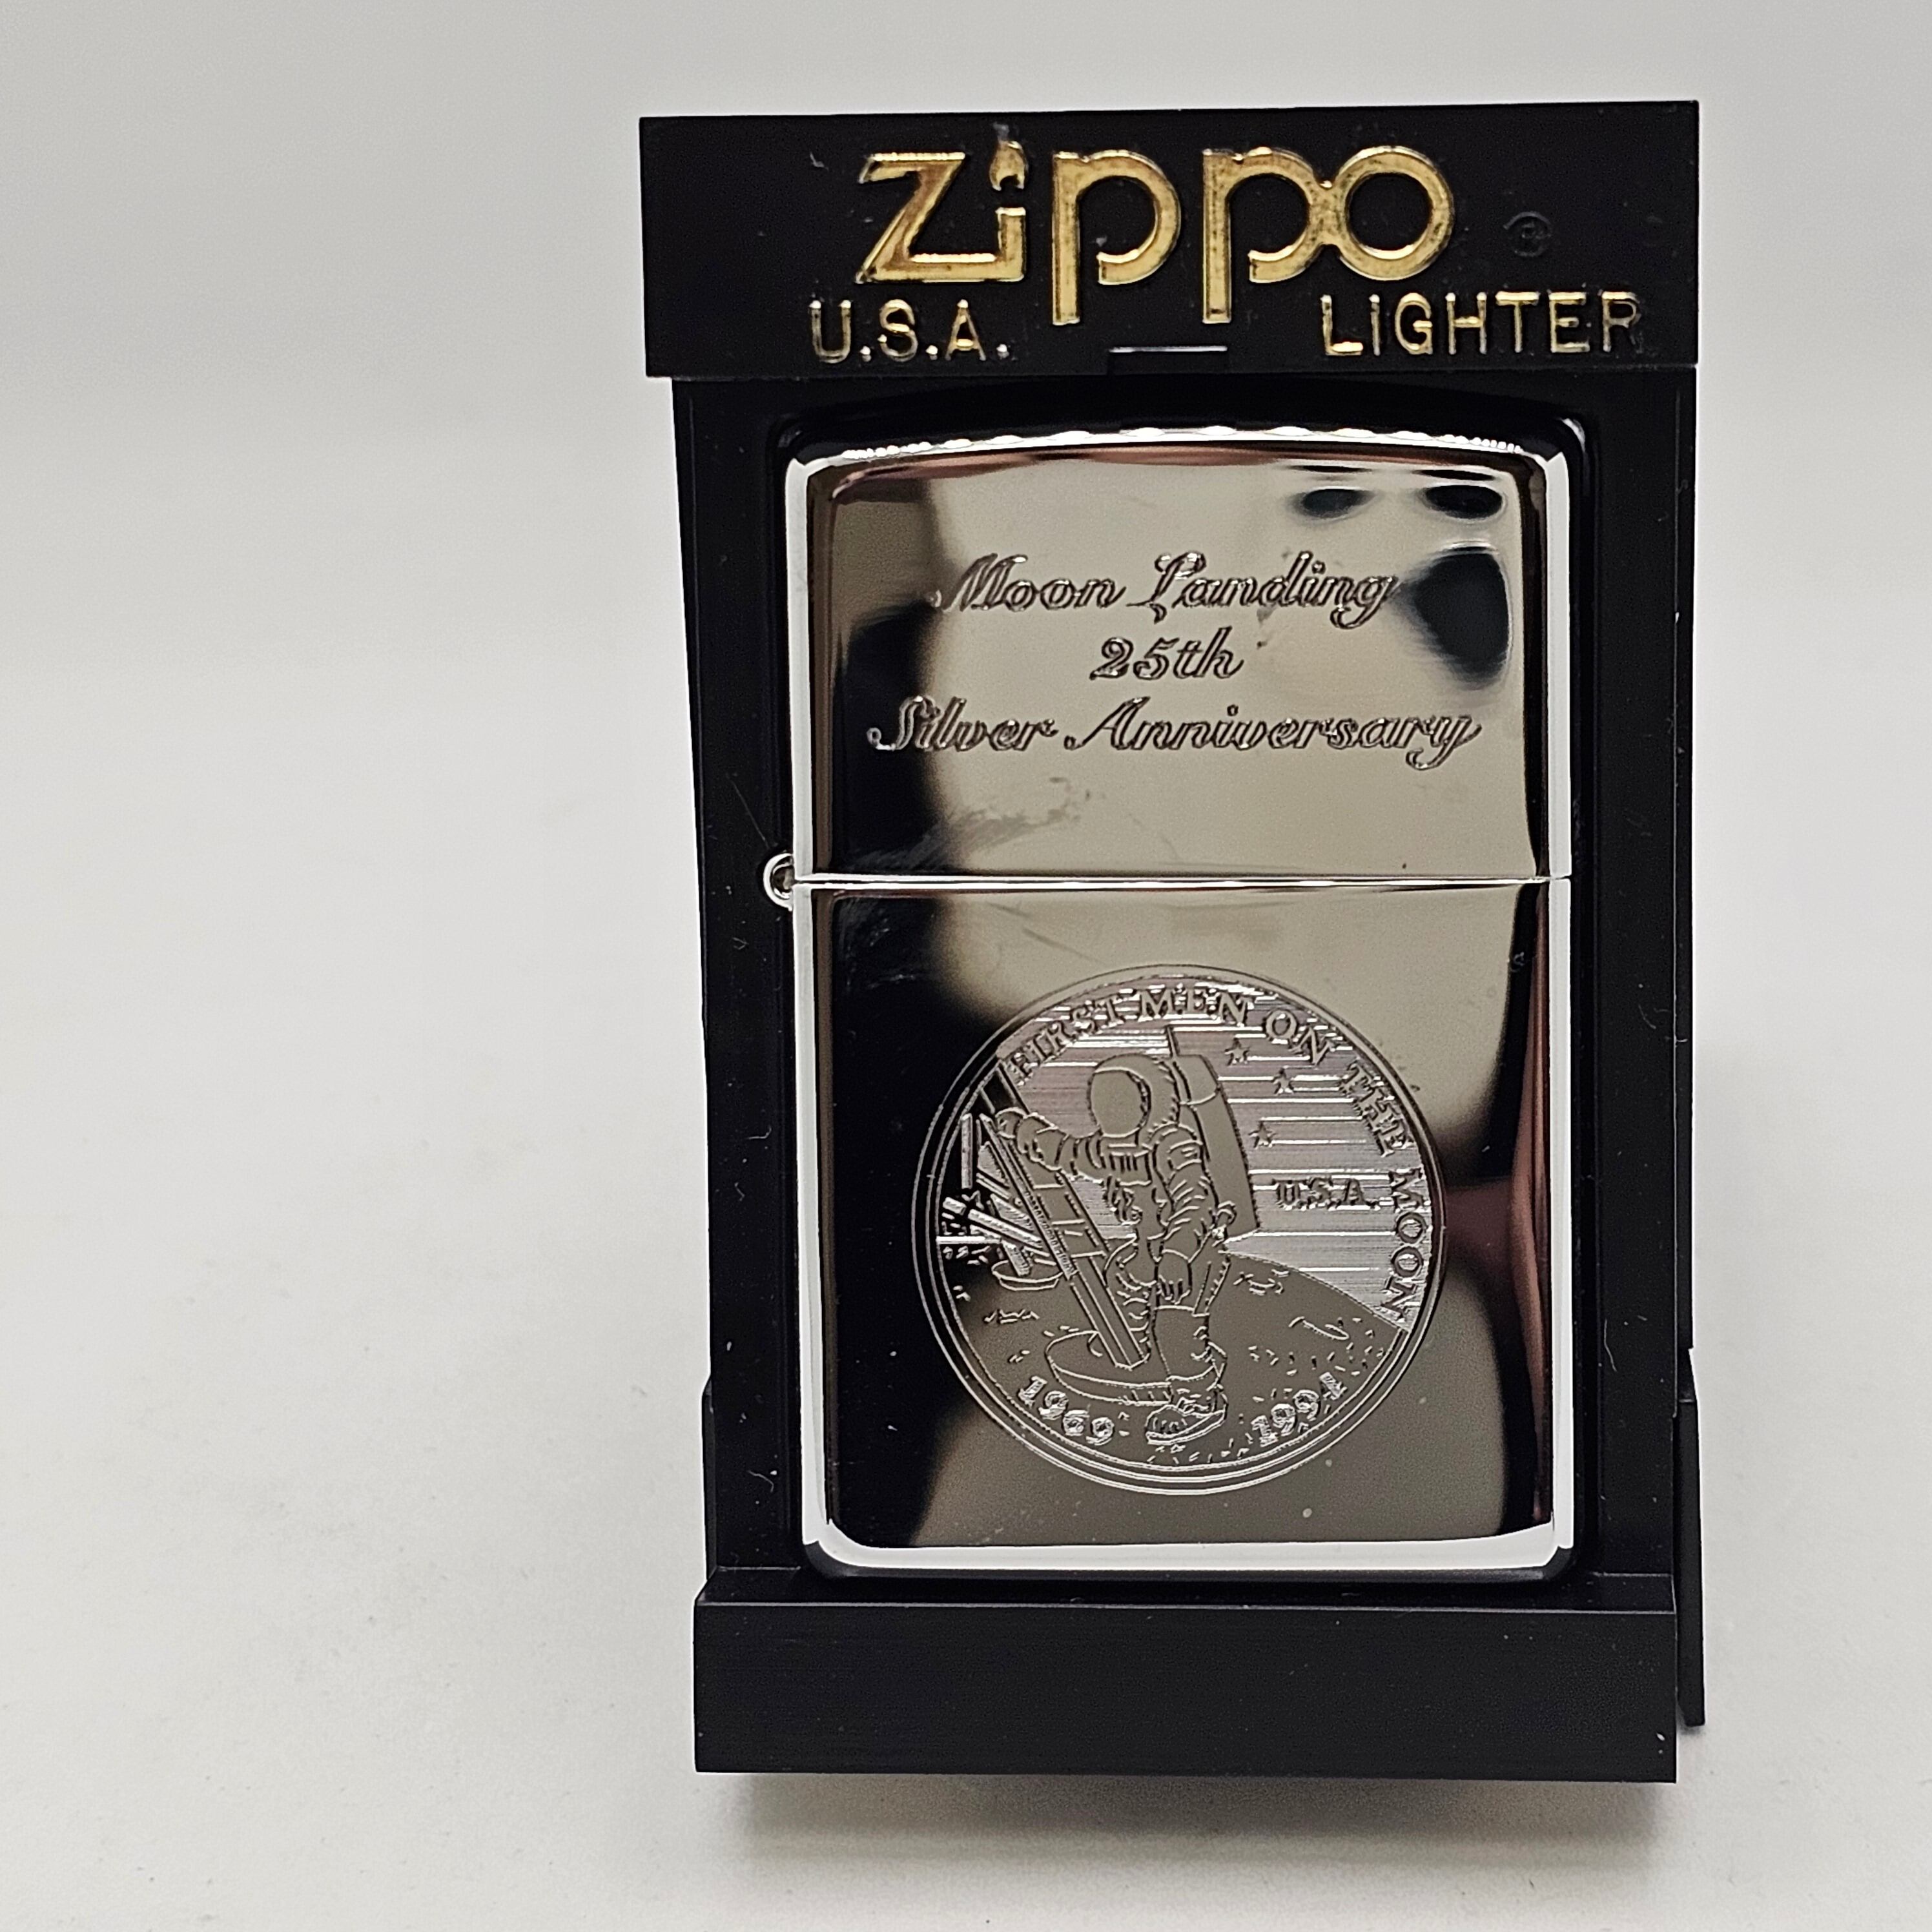 Zippo ®
U.S.A. LIGHTER
Moon Landing
25th
Silver Anniversary
FIRST MEN ON THE MOON
U.S.A.
1969 1994